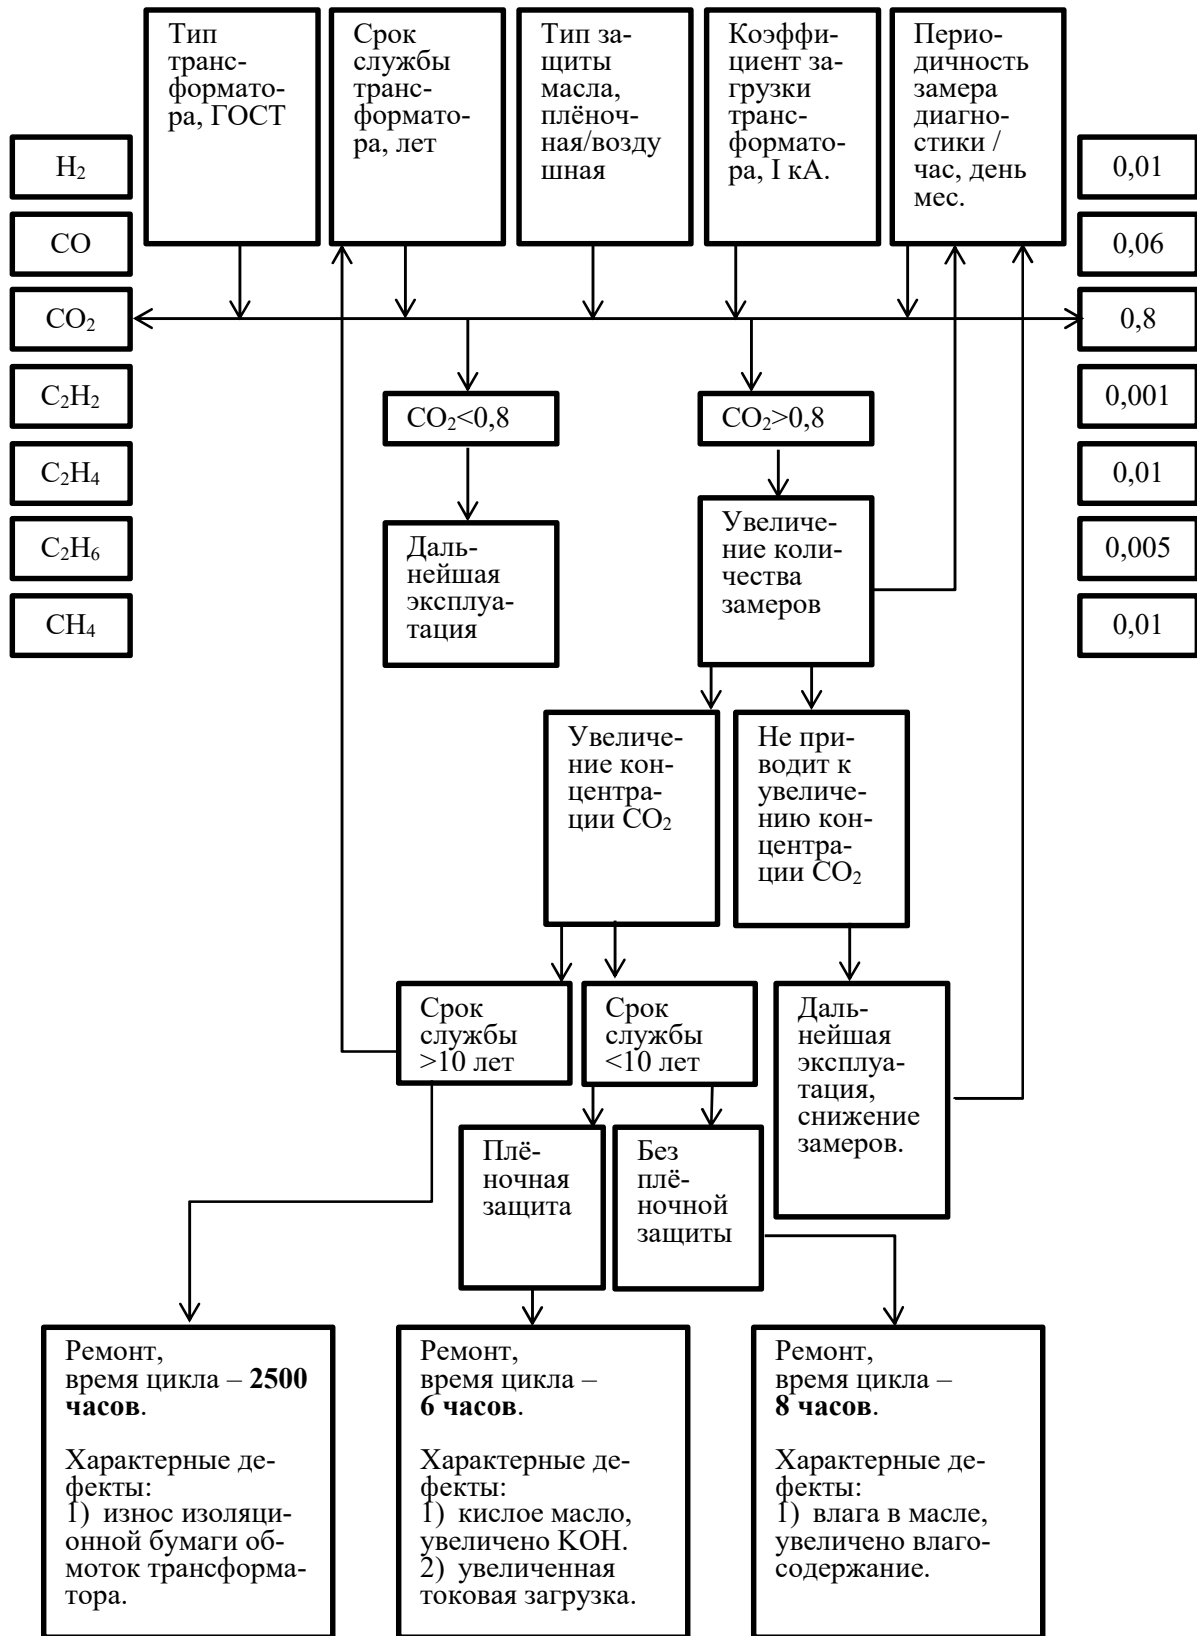 Тип
транс-
формато-
ра, ГОСТ
Срок
службы
транс-
формато-
ра, лет
Тип за-
щиты
масла,
плёноч-
ная/возду
шная
Коэффи-
циент за-
грузки
транс-
формато-
ра, I кА.
Перио-
дичность
замера
диагно-
стики /
час, день
мес.
H₂
0,01
CO
0,06
CO₂
0,8
C₂H₂
0,001
C₂H₄
0,01
C₂H₆
0,005
CH₄
0,01
CO₂<0,8
CO₂>0,8
Даль-
нейшая
эксплуа-
тация
Увеличе-
ние коли-
чества
замеров
Увеличе-
ние кон-
центра-
ции CO₂
Не при-
водит к
увеличе-
нию кон-
центра-
ции CO₂
Срок
службы
>10 лет
Срок
службы
<10 лет
Даль-
нейшая
эксплуа-
тация,
снижение
замеров.
Плё-
ночная
защита
Без
плё-
ночной
защиты
Ремонт,
время цикла – 2500
часов.
Характерные де-
фекты:
1) износ изоляци-
онной бумаги об-
моток трансформа-
тора.
Ремонт,
время цикла –
6 часов.
Характерные де-
фекты:
1) кислое масло,
увеличено KOH.
2) увеличенная
токовая загрузка.
Ремонт,
время цикла –
8 часов.
Характерные де-
фекты:
1) влага в масле,
увеличено влаго-
содержание.